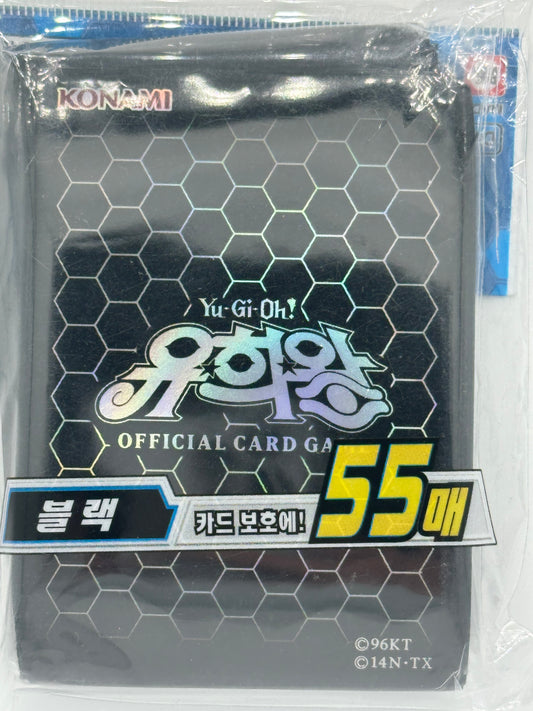 KONAMI
Yu-Gi-Oh!
유희왕
OFFICIAL CARD
블랙
카드 보호에!
55매
©96KT
©14N·TX